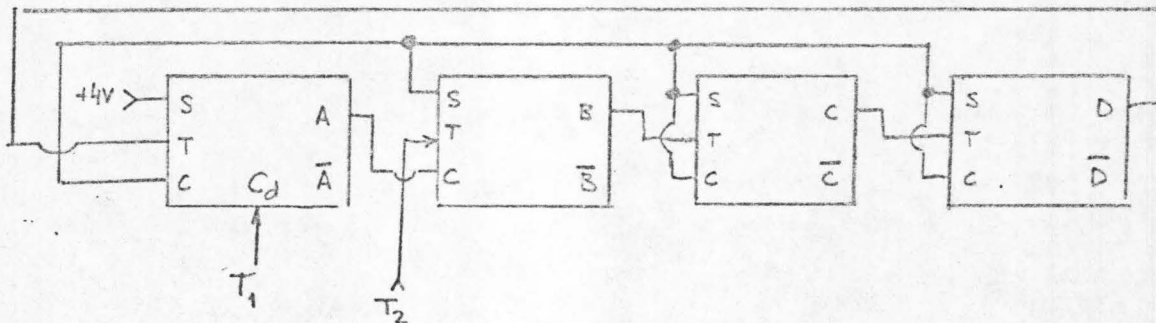 +4V S A T C Cd A̅
S B T C B̅
S C T C C̅
S D T C D̅
T₁
T₂